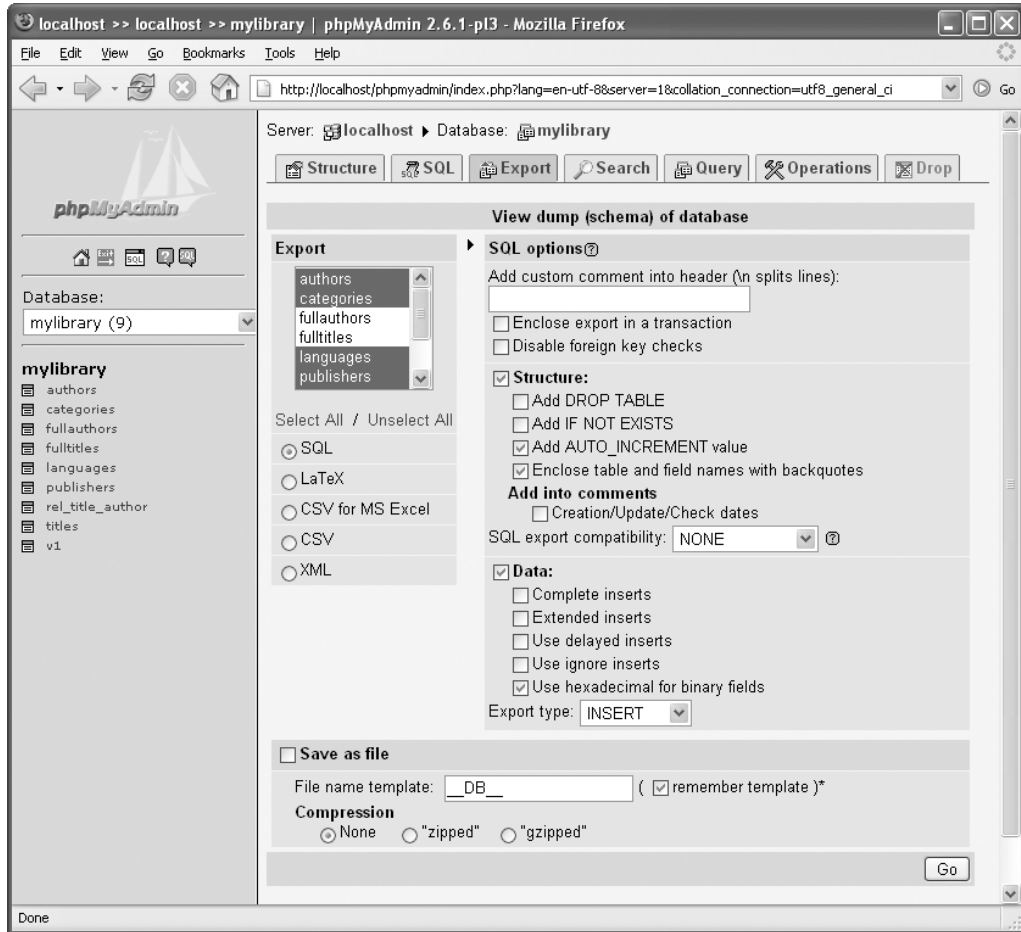 localhost >> localhost >> mylibrary | phpMyAdmin 2.6.1-pl3 - Mozilla Firefox
File Edit View Go Bookmarks Tools Help
http://localhost/phpmyadmin/index.php?lang=en-utf-8&server=1&collation_connection=utf8_general_ci Go
phpMyAdmin
SQL SQL
Database:
mylibrary (9)
mylibrary
authors
categories
fullauthors
fulltitles
languages
publishers
rel_title_author
titles
v1
Server: localhost Database: mylibrary
Structure SQL Export Search Query Operations Drop
View dump (schema) of database
Export
authors
categories
fullauthors
fulltitles
languages
publishers
Select All / Unselect All
SQL
LaTeX
CSV for MS Excel
CSV
XML
SQL options
Add custom comment into header (\n splits lines):
Enclose export in a transaction
Disable foreign key checks
Structure:
Add DROP TABLE
Add IF NOT EXISTS
Add AUTO_INCREMENT value
Enclose table and field names with backquotes
Add into comments
Creation/Update/Check dates
SQL export compatibility: NONE
Data:
Complete inserts
Extended inserts
Use delayed inserts
Use ignore inserts
Use hexadecimal for binary fields
Export type: INSERT
Save as file
File name template: __DB__ ( remember template )*
Compression
None "zipped" "gzipped"
Go
Done